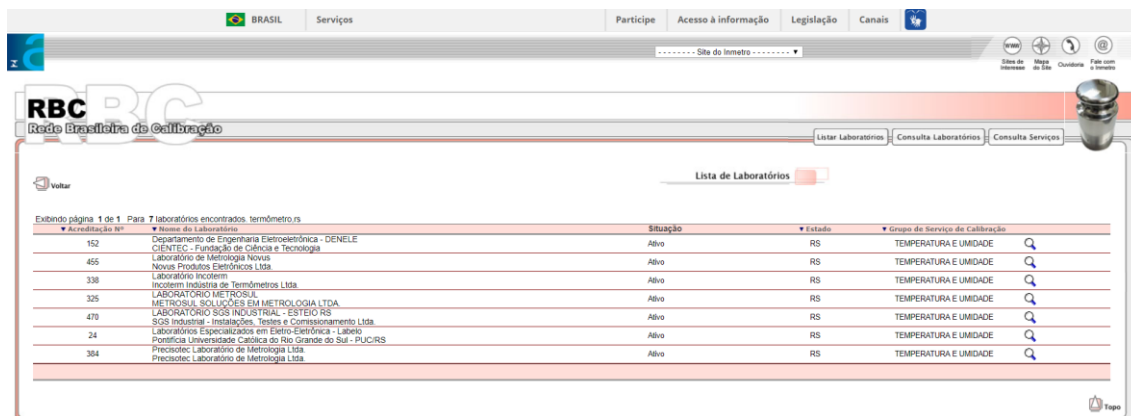 BRASIL Serviços Participe Acesso à informação Legislação Canais
- - - - - - - - Site do Inmetro - - - - - - - - ▼
www
@
Sites de Interesse
Mapa do Site
Ouvidoria
Fale com o Inmetro
RBC
Rede Brasileira de Calibração
Listar Laboratórios Consulta Laboratórios Consulta Serviços
Voltar
Lista de Laboratórios
Exibindo página 1 de 1 Para 7 laboratórios encontrados. termômetro,rs
▼ Acreditação Nº ▼ Nome do Laboratório Situação ▼ Estado ▼ Grupo de Serviço de Calibração
152 Departamento de Engenharia Eletroeletrônica - DENELE Ativo RS TEMPERATURA E UMIDADE
CIENTEC - Fundação de Ciência e Tecnologia
455 Laboratório de Metrologia Novus Ativo RS TEMPERATURA E UMIDADE
Novus Produtos Eletrônicos Ltda.
338 Laboratório Incoterm Ativo RS TEMPERATURA E UMIDADE
Incoterm Indústria de Termômetros Ltda.
325 LABORATÓRIO METROSUL Ativo RS TEMPERATURA E UMIDADE
METROSUL SOLUÇÕES EM METROLOGIA LTDA.
470 LABORATÓRIO SGS INDUSTRIAL - ESTEIO RS Ativo RS TEMPERATURA E UMIDADE
SGS Industrial - Instalações, Testes e Comissionamento Ltda.
24 Laboratórios Especializados em Eletro-Eletrônica - Labelo Ativo RS TEMPERATURA E UMIDADE
Pontifícia Universidade Católica do Rio Grande do Sul - PUC/RS
384 Precisotec Laboratório de Metrologia Ltda. Ativo RS TEMPERATURA E UMIDADE
Precisotec Laboratório de Metrologia Ltda.
Topo